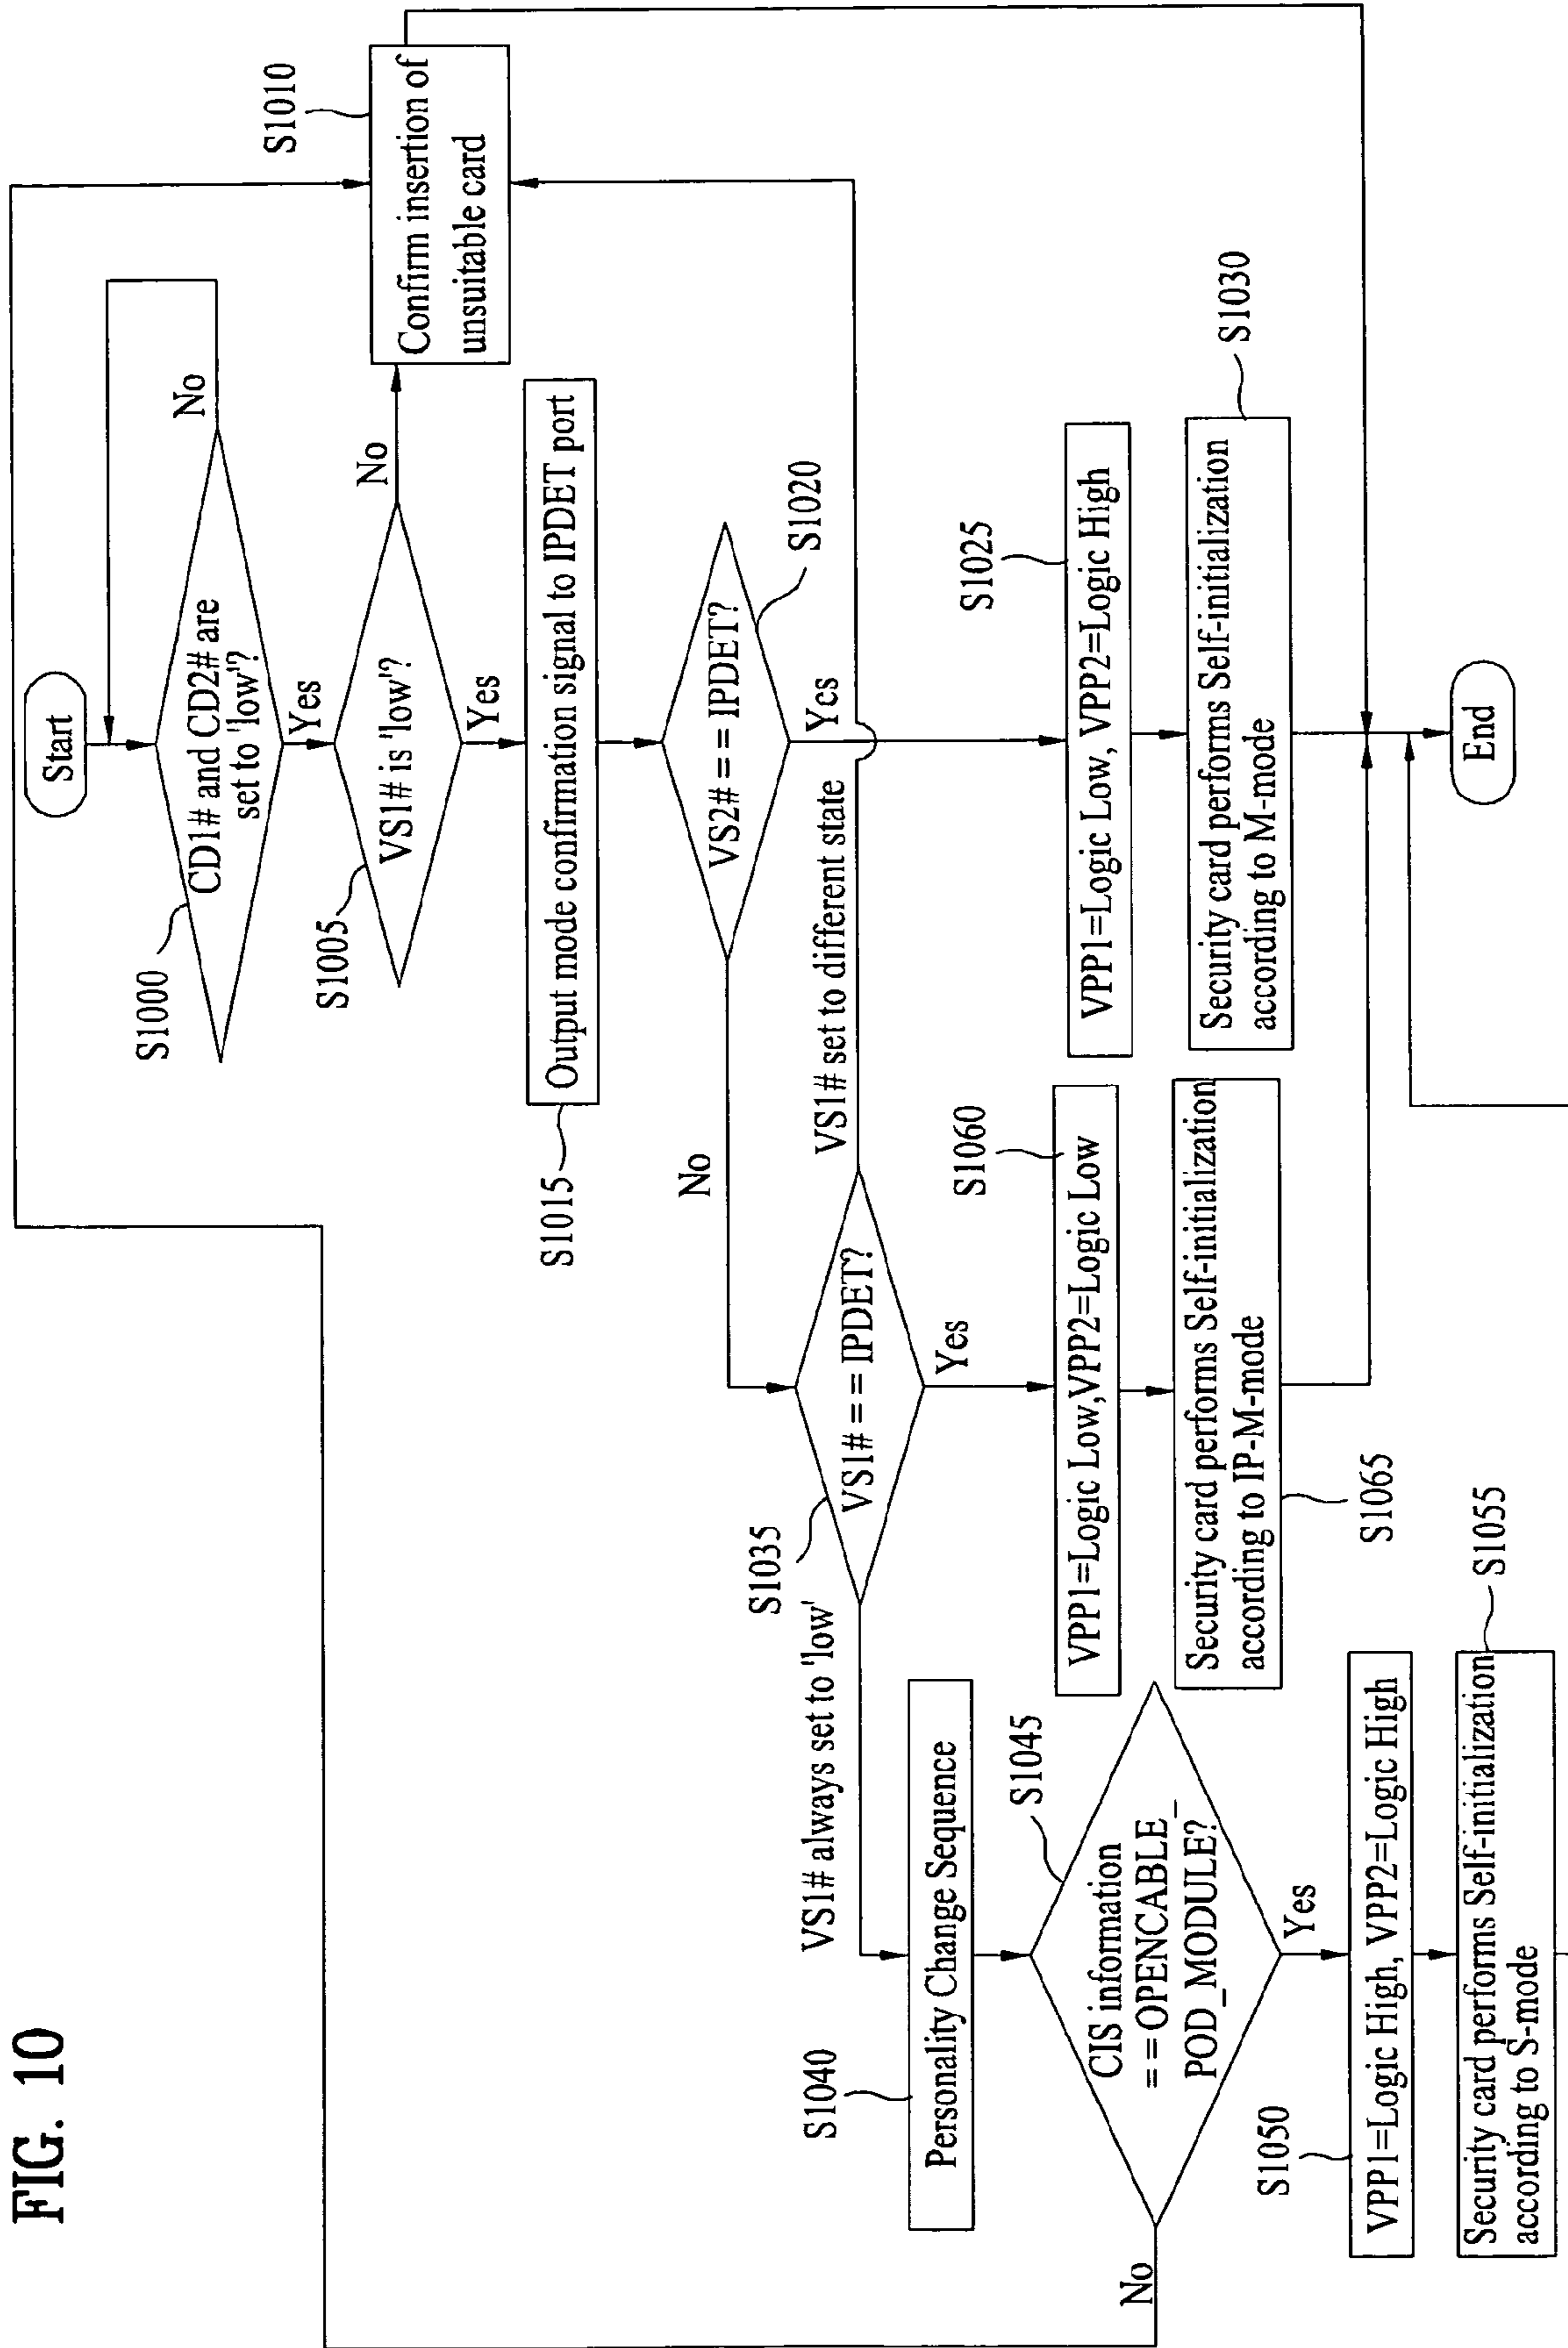 FIG. 10
Start
S1000
CD1# and CD2# are
set to 'low'?
No
Yes
S1005
VS1# is 'low'?
No
Yes
S1010
Confirm insertion of
unsuitable card
S1015
Output mode confirmation signal to IPDET port
S1020
VS2# = = IPDET?
No
Ycs
S1025
VPP1=Logic Low, VPP2=Logic High
S1030
Security card performs Self-initialization
according to M-mode
S1035
VS1# = = IPDET?
VS1# set to different state
VS1# always set to 'low'
Yes
S1060
VPP1=Logic Low,VPP2=Logic Low
Security card performs Self-initialization
according to IP-M-mode
S1065
S1040
Personality Change Sequence
S1045
CIS information
= =OPENCABLE_
POD_MODULE?
No
Yes
S1050
VPP1=Logic High, VPP2=Logic High
S1055
Security card performs Self-initialization
according to S-mode
End